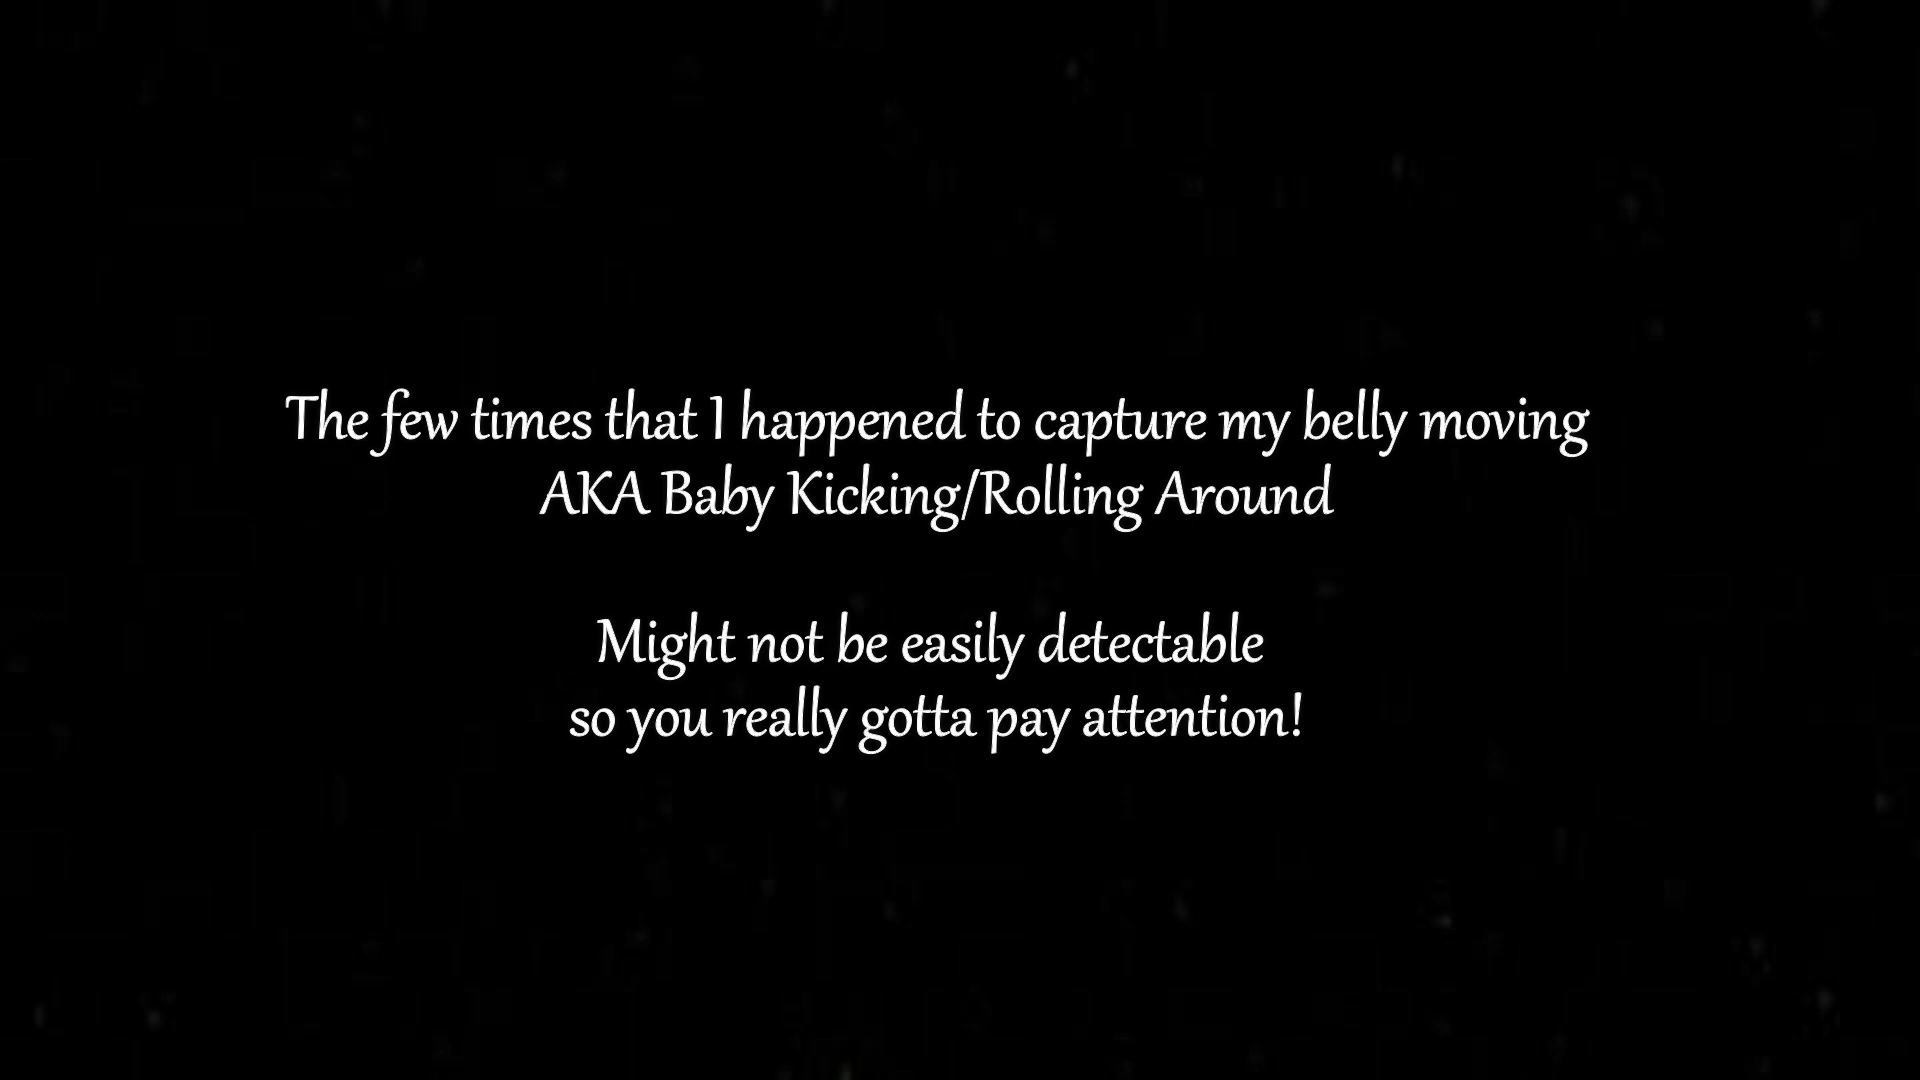 The few times that I happened to capture my belly moving
AKA Baby Kicking/Rolling Around
Might not be easily detectable
so you really gotta pay attention!